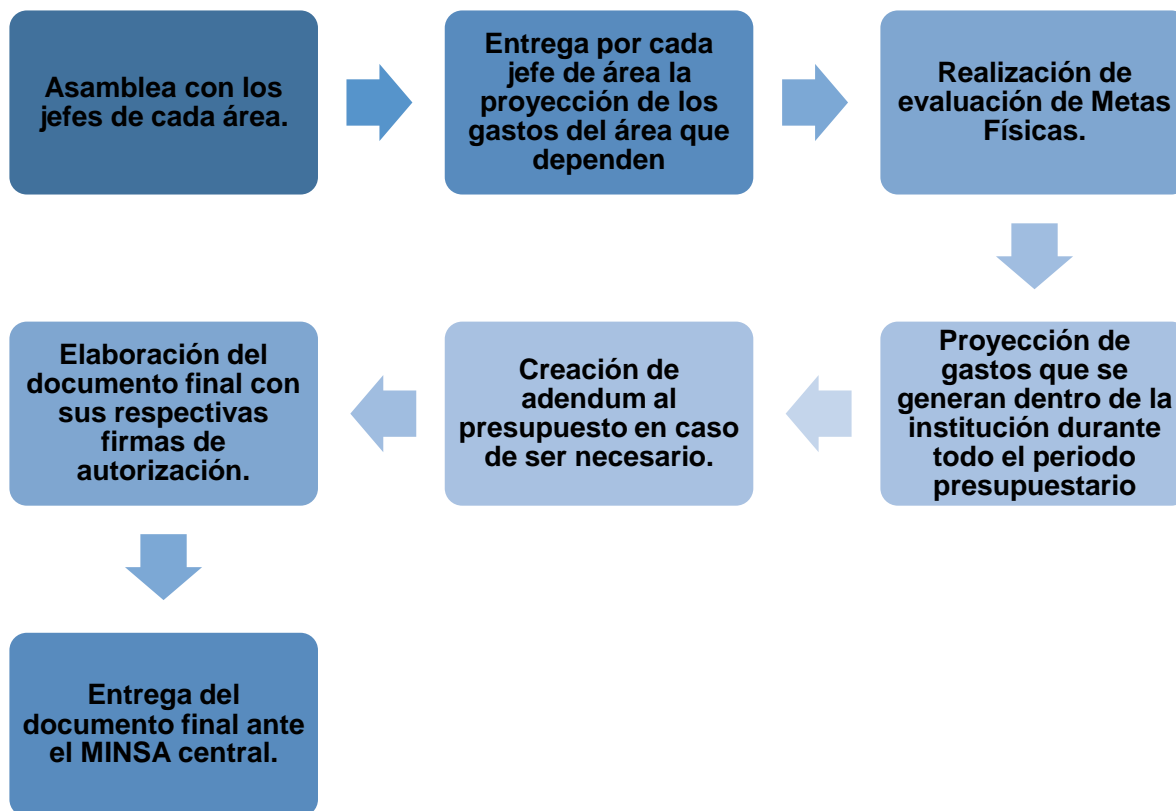 Asamblea con los
jefes de cada área.
Entrega por cada
jefe de área la
proyección de los
gastos del área que
dependen
Realización de
evaluación de Metas
Físicas.
Proyección de
gastos que se
generan dentro de la
institución durante
todo el periodo
presupuestario
Creación de
adendum al
presupuesto en caso
de ser necesario.
Elaboración del
documento final con
sus respectivas
firmas de
autorización.
Entrega del
documento final ante
el MINSA central.